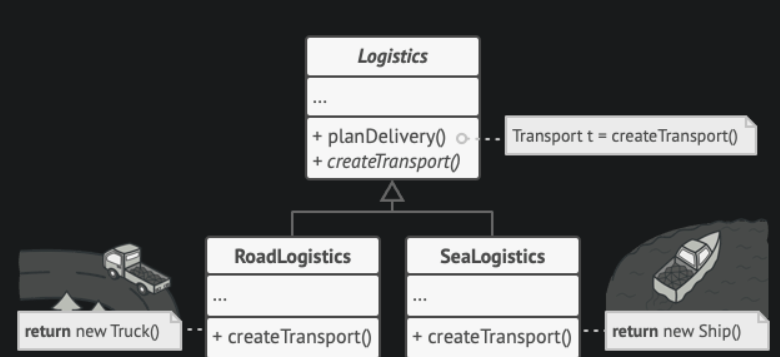 Logistics
...
+ planDelivery()
+ createTransport()
Transport t = createTransport()
RoadLogistics
...
+ createTransport()
SeaLogistics
...
+ createTransport()
return new Truck()
return new Ship()